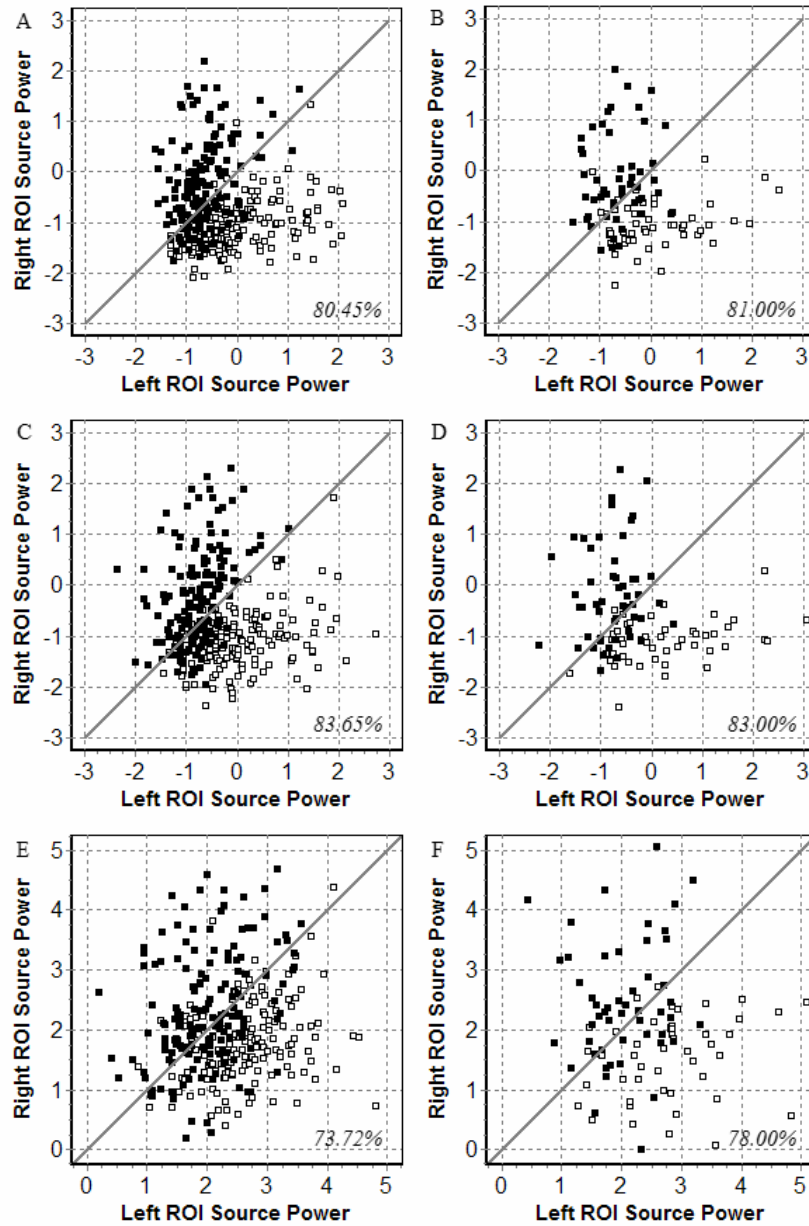 A
3
2
1
0
-1
-2
-3
Right ROI Source Power
80.45%
-3 -2 -1 0 1 2 3
Left ROI Source Power
B
3
2
1
0
-1
-2
-3
Right ROI Source Power
81.00%
-3 -2 -1 0 1 2 3
Left ROI Source Power
C
3
2
1
0
-1
-2
-3
Right ROI Source Power
83.65%
-3 -2 -1 0 1 2 3
Left ROI Source Power
D
3
2
1
0
-1
-2
-3
Right ROI Source Power
83.00%
-3 -2 -1 0 1 2 3
Left ROI Source Power
E
5
4
3
2
1
0
Right ROI Source Power
73.72%
0 1 2 3 4 5
Left ROI Source Power
F
5
4
3
2
1
0
Right ROI Source Power
78.00%
0 1 2 3 4 5
Left ROI Source Power